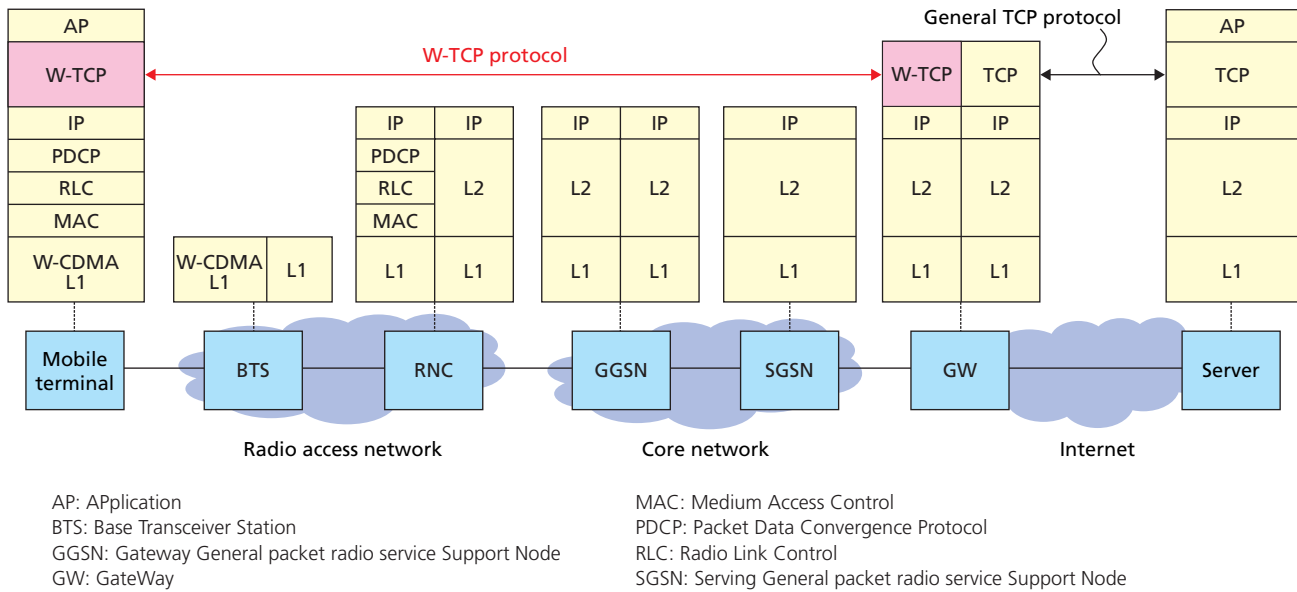 General TCP protocol
AP
W-TCP
IP
PDCP
RLC
MAC
W-CDMA
L1
W-TCP protocol
W-CDMA
L1
L1
IP
IP
PDCP
RLC
MAC
L2
L1
L1
IP
IP
L2
L2
L1
L1
IP
L2
L1
W-TCP
TCP
IP
IP
L2
L2
L1
L1
AP
TCP
IP
L2
L1
Mobile
terminal
BTS
RNC
GGSN
SGSN
GW
Server
Radio access network
Core network
Internet
AP: APplication
BTS: Base Transceiver Station
GGSN: Gateway General packet radio service Support Node
GW: GateWay
MAC: Medium Access Control
PDCP: Packet Data Convergence Protocol
RLC: Radio Link Control
SGSN: Serving General packet radio service Support Node